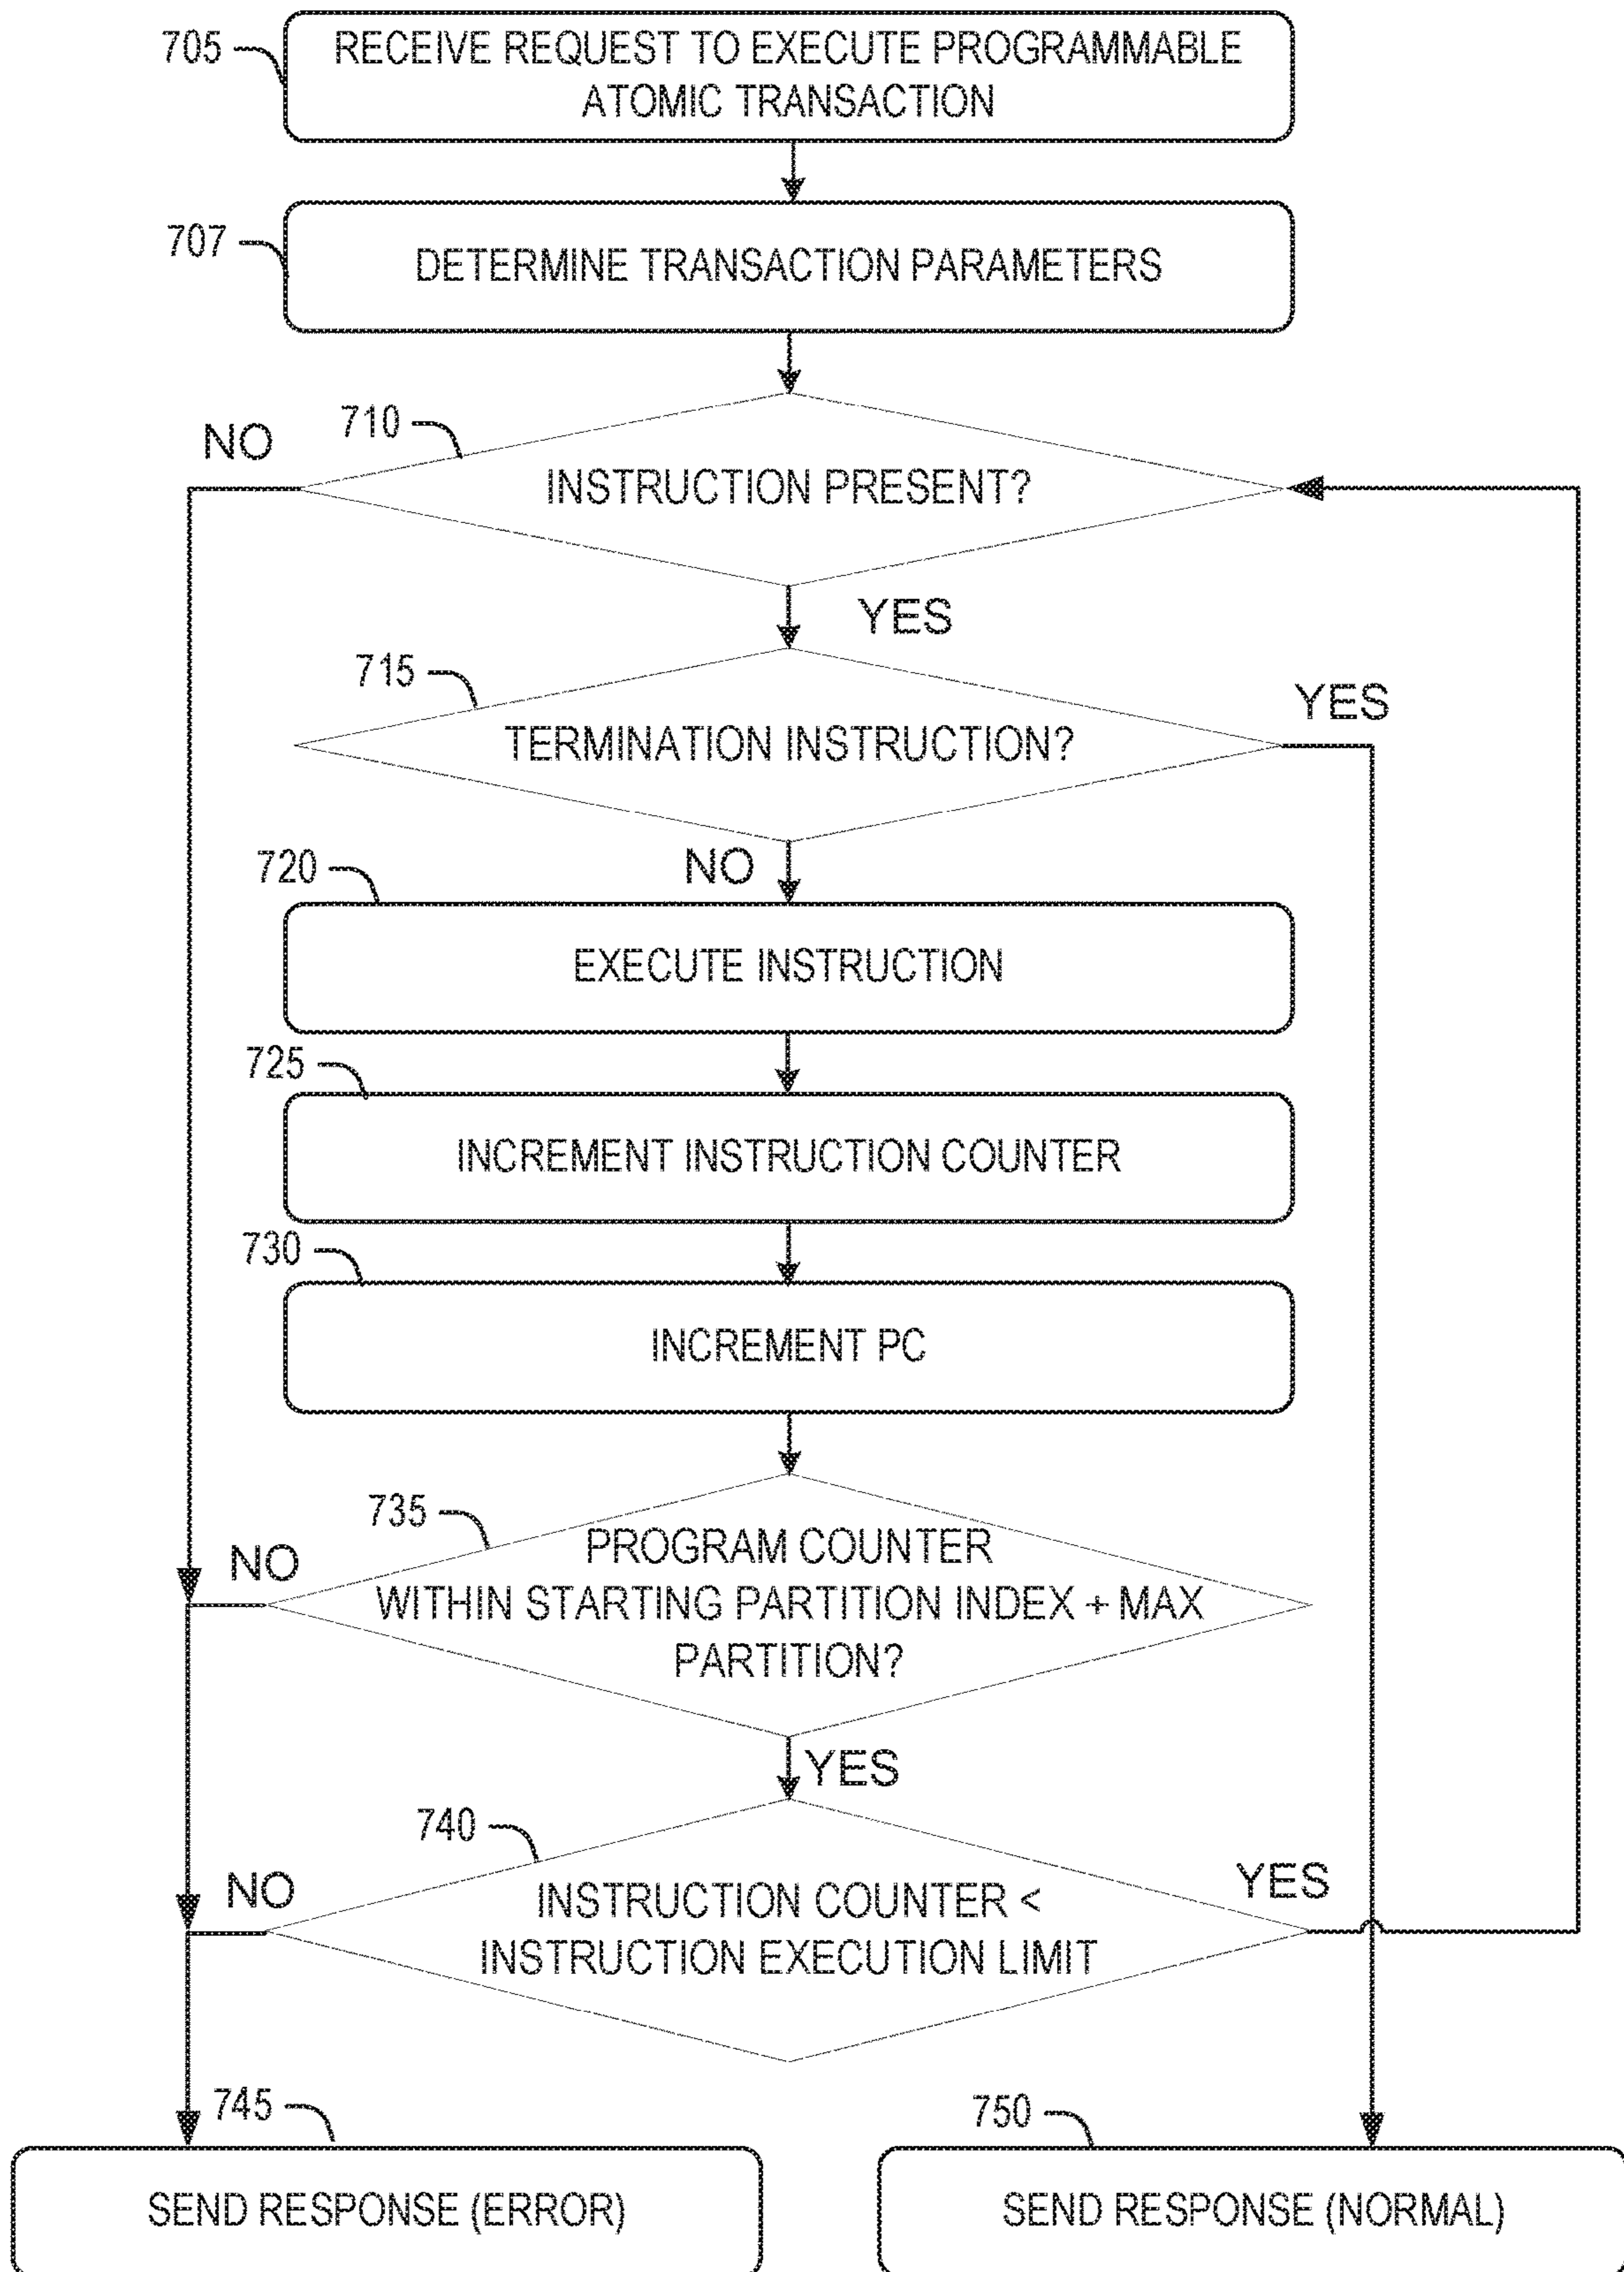 705
RECEIVE REQUEST TO EXECUTE PROGRAMMABLE
ATOMIC TRANSACTION
707
DETERMINE TRANSACTION PARAMETERS
710
NO
INSTRUCTION PRESENT?
YES
715
YES
TERMINATION INSTRUCTION?
NO
720
EXECUTE INSTRUCTION
725
INCREMENT INSTRUCTION COUNTER
730
INCREMENT PC
735
NO
PROGRAM COUNTER
WITHIN STARTING PARTITION INDEX + MAX
PARTITION?
YES
740
NO
YES
INSTRUCTION COUNTER <
INSTRUCTION EXECUTION LIMIT
745
SEND RESPONSE (ERROR)
750
SEND RESPONSE (NORMAL)